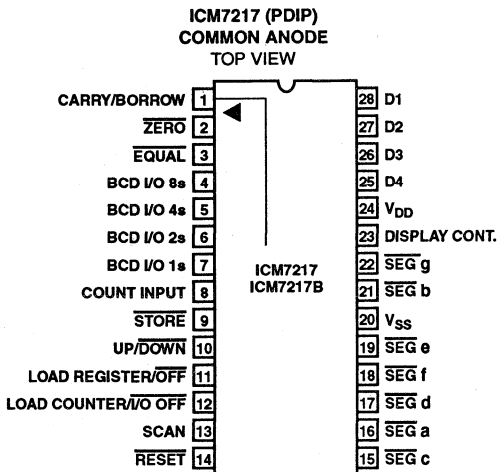 ICM7217 (PDIP)
COMMON ANODE
TOP VIEW
CARRY/BORROW 1
ZERO 2
EQUAL 3
BCD I/O 8s 4
BCD I/O 4s 5
BCD I/O 2s 6
BCD I/O 1s 7
COUNT INPUT 8
STORE 9
UP/DOWN 10
LOAD REGISTER/OFF 11
LOAD COUNTER/I/O OFF 12
SCAN 13
RESET 14
ICM7217
ICM7217B
28 D1
27 D2
26 D3
25 D4
24 VDD
23 DISPLAY CONT.
22 SEG g
21 SEG b
20 VSS
19 SEG e
18 SEG f
17 SEG d
16 SEG a
15 SEG c